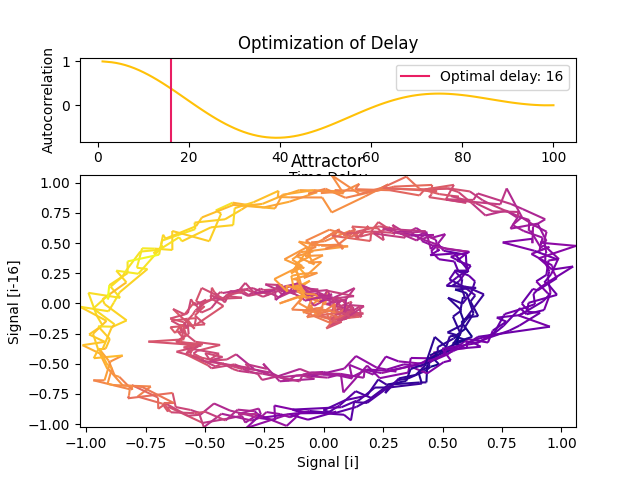 Optimization of Delay
Autocorrelation
1
0
Optimal delay: 16
0 20 40 60 80 100
Time Delay
Attractor
Signal [i-16]
1.00
0.75
0.50
0.25
0.00
−0.25
−0.50
−0.75
−1.00
−1.00 −0.75 −0.50 −0.25 0.00 0.25 0.50 0.75 1.00
Signal [i]